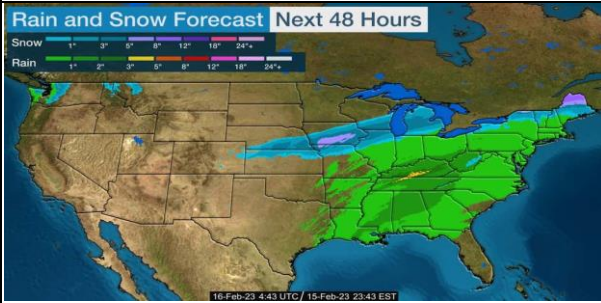 Rain and Snow Forecast Next 48 Hours
Snow 1" 3" 5" 8" 12" 18" 24"+
Rain 1" 2" 3" 5" 8" 12" 18" 24"+
16-Feb-23 4:43 UTC / 15-Feb-23 23:43 EST